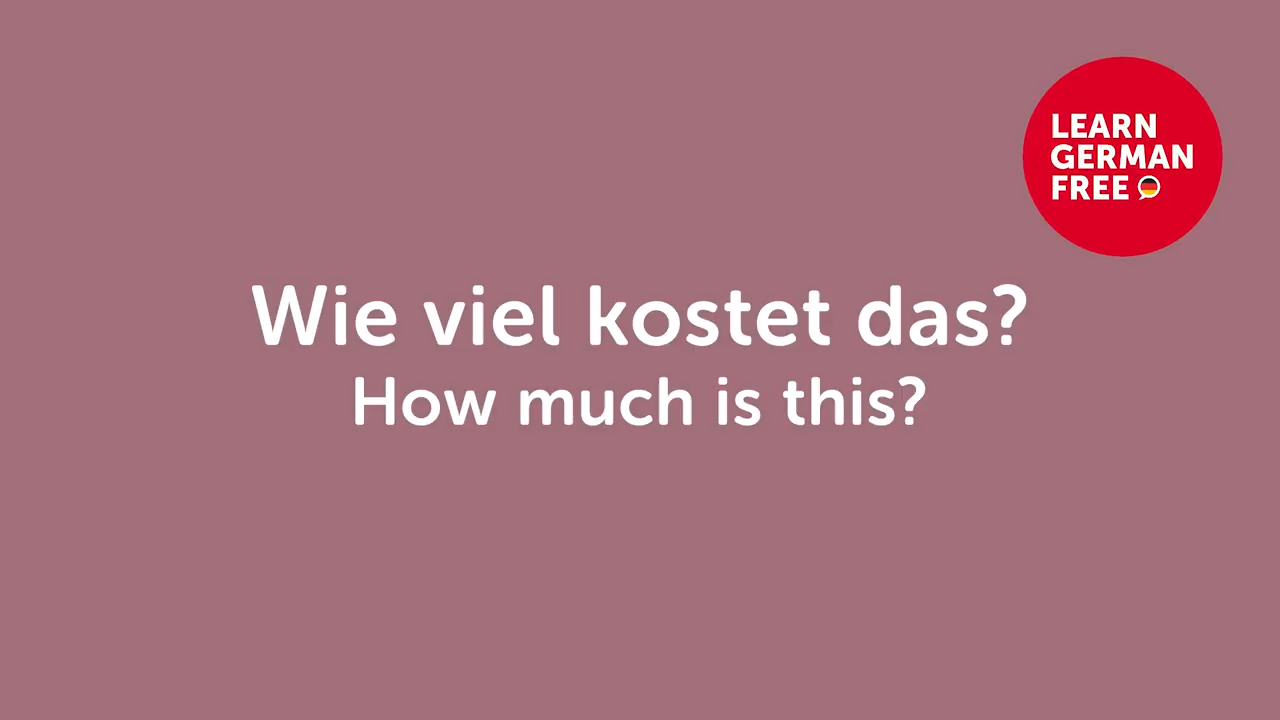 LEARN
GERMAN
FREE
Wie viel kostet das?
How much is this?